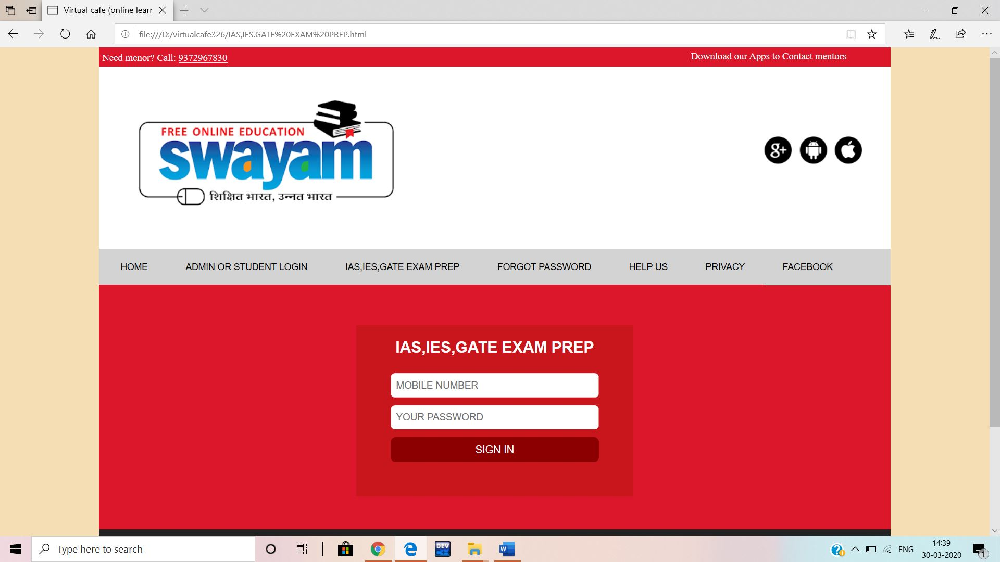 Virtual cafe (online lear
file:///D:/virtualcafe326/IAS,IES.GATE%20EXAM%20PREP.html
Need menor? Call: 9372967830
Download our Apps to Contact mentors
FREE ONLINE EDUCATION
swayam
शिक्षित भारत, उन्नत भारत
g+
HOME ADMIN OR STUDENT LOGIN IAS,IES,GATE EXAM PREP FORGOT PASSWORD HELP US PRIVACY FACEBOOK
IAS,IES,GATE EXAM PREP
MOBILE NUMBER
YOUR PASSWORD
SIGN IN
Type here to search
DEV
C++
W
ENG
14:39
30-03-2020
1